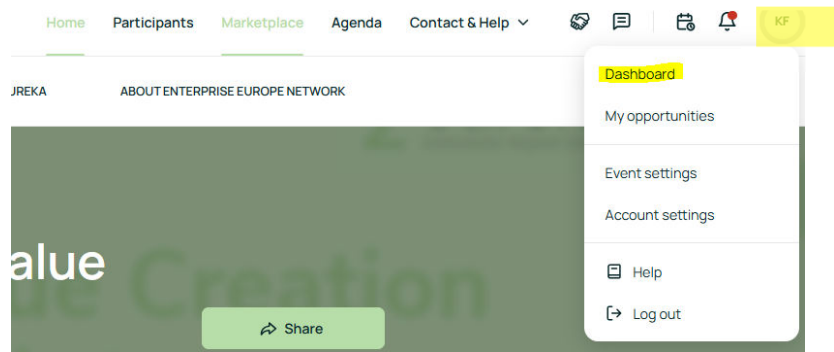 Home Participants Marketplace Agenda Contact & Help KF
Dashboard
JREKA ABOUT ENTERPRISE EUROPE NETWORK
My opportunities
Event settings
Account settings
alue
Creation
Help
Log out
Share